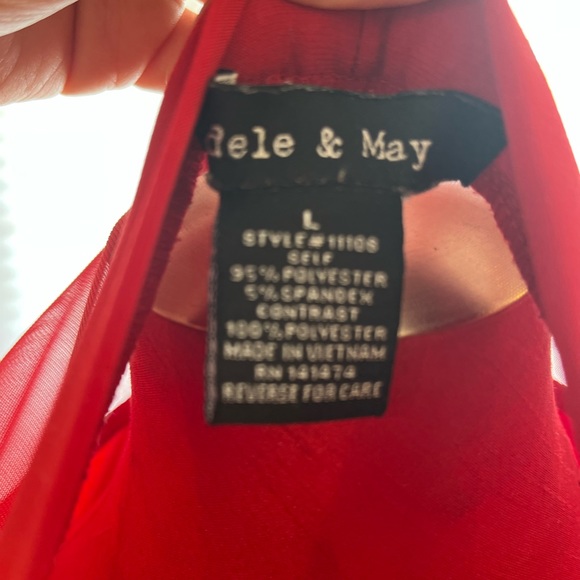 dele & May
L
STYLE# 11108
SELF
95% POLYESTER
5% SPANDEX
CONTRAST
100% POLYESTER
MADE IN VIETNAM
RN 141474
REVERSE FOR CARE